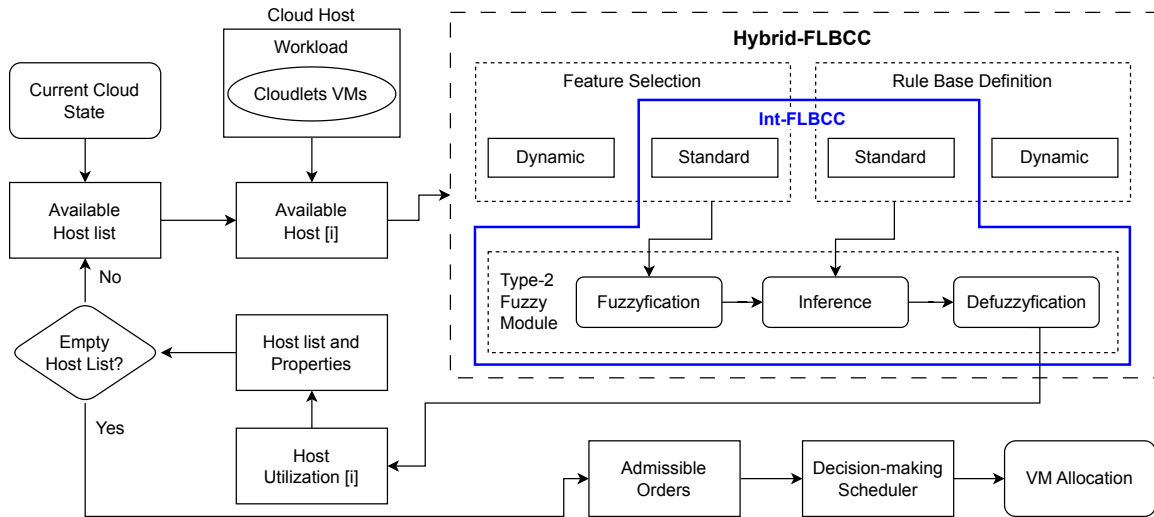 Cloud Host
Workload
Cloudlets VMs
Current Cloud
State
Available
Host list
Available
Host [i]
Hybrid-FLBCC
Feature Selection
Rule Base Definition
Int-FLBCC
Dynamic
Standard
Standard
Dynamic
Type-2
Fuzzy
Module
Fuzzyfication
Inference
Defuzzyfication
No
Empty
Host List?
Yes
Host list and
Properties
Host
Utilization [i]
Admissible
Orders
Decision-making
Scheduler
VM Allocation